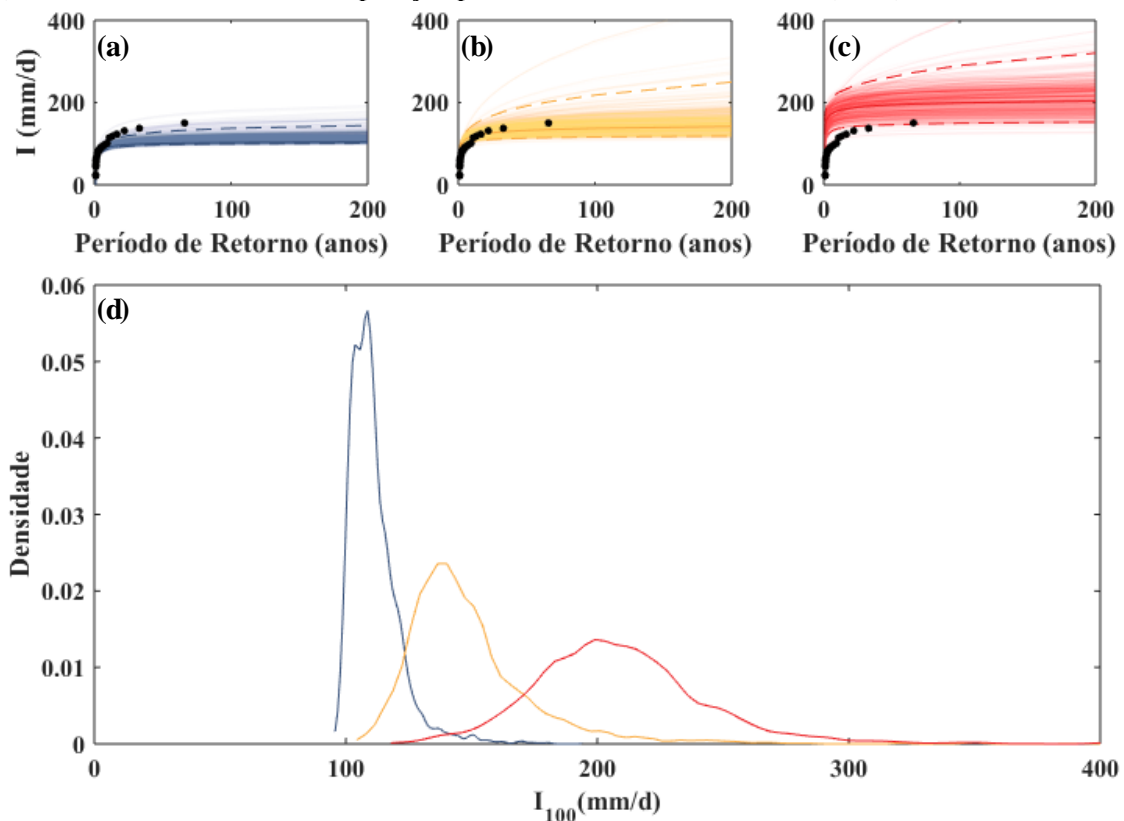 400
200
0
I (mm/d)
(a)
0 100 200
Período de Retorno (anos)
400
200
0
(b)
0 100 200
Período de Retorno (anos)
400
200
0
(c)
0 100 200
Período de Retorno (anos)
(d)
0.06
0.05
0.04
0.03
0.02
0.01
0
Densidade
0 100 200 300 400
I100(mm/d)